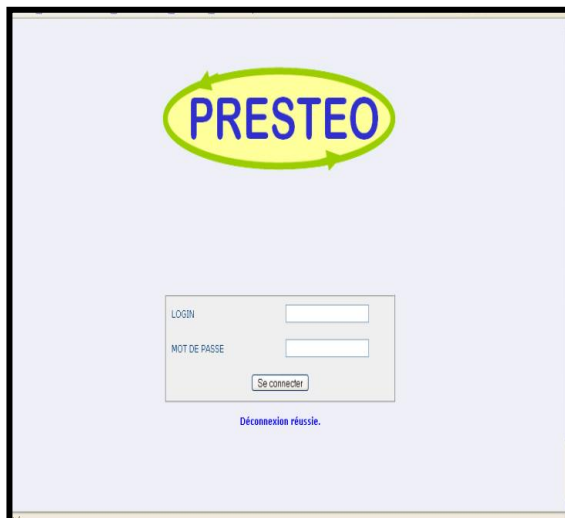 PRESTEO
LOGIN
MOT DE PASSE
Se connecter
Déconnexion réussie.